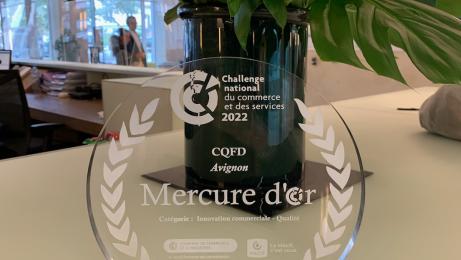 Challenge
national
du commerce
et des services
2022
CQFD
Avignon
Mercure d'or
Catégorie : Innovation commerciale - Qualité